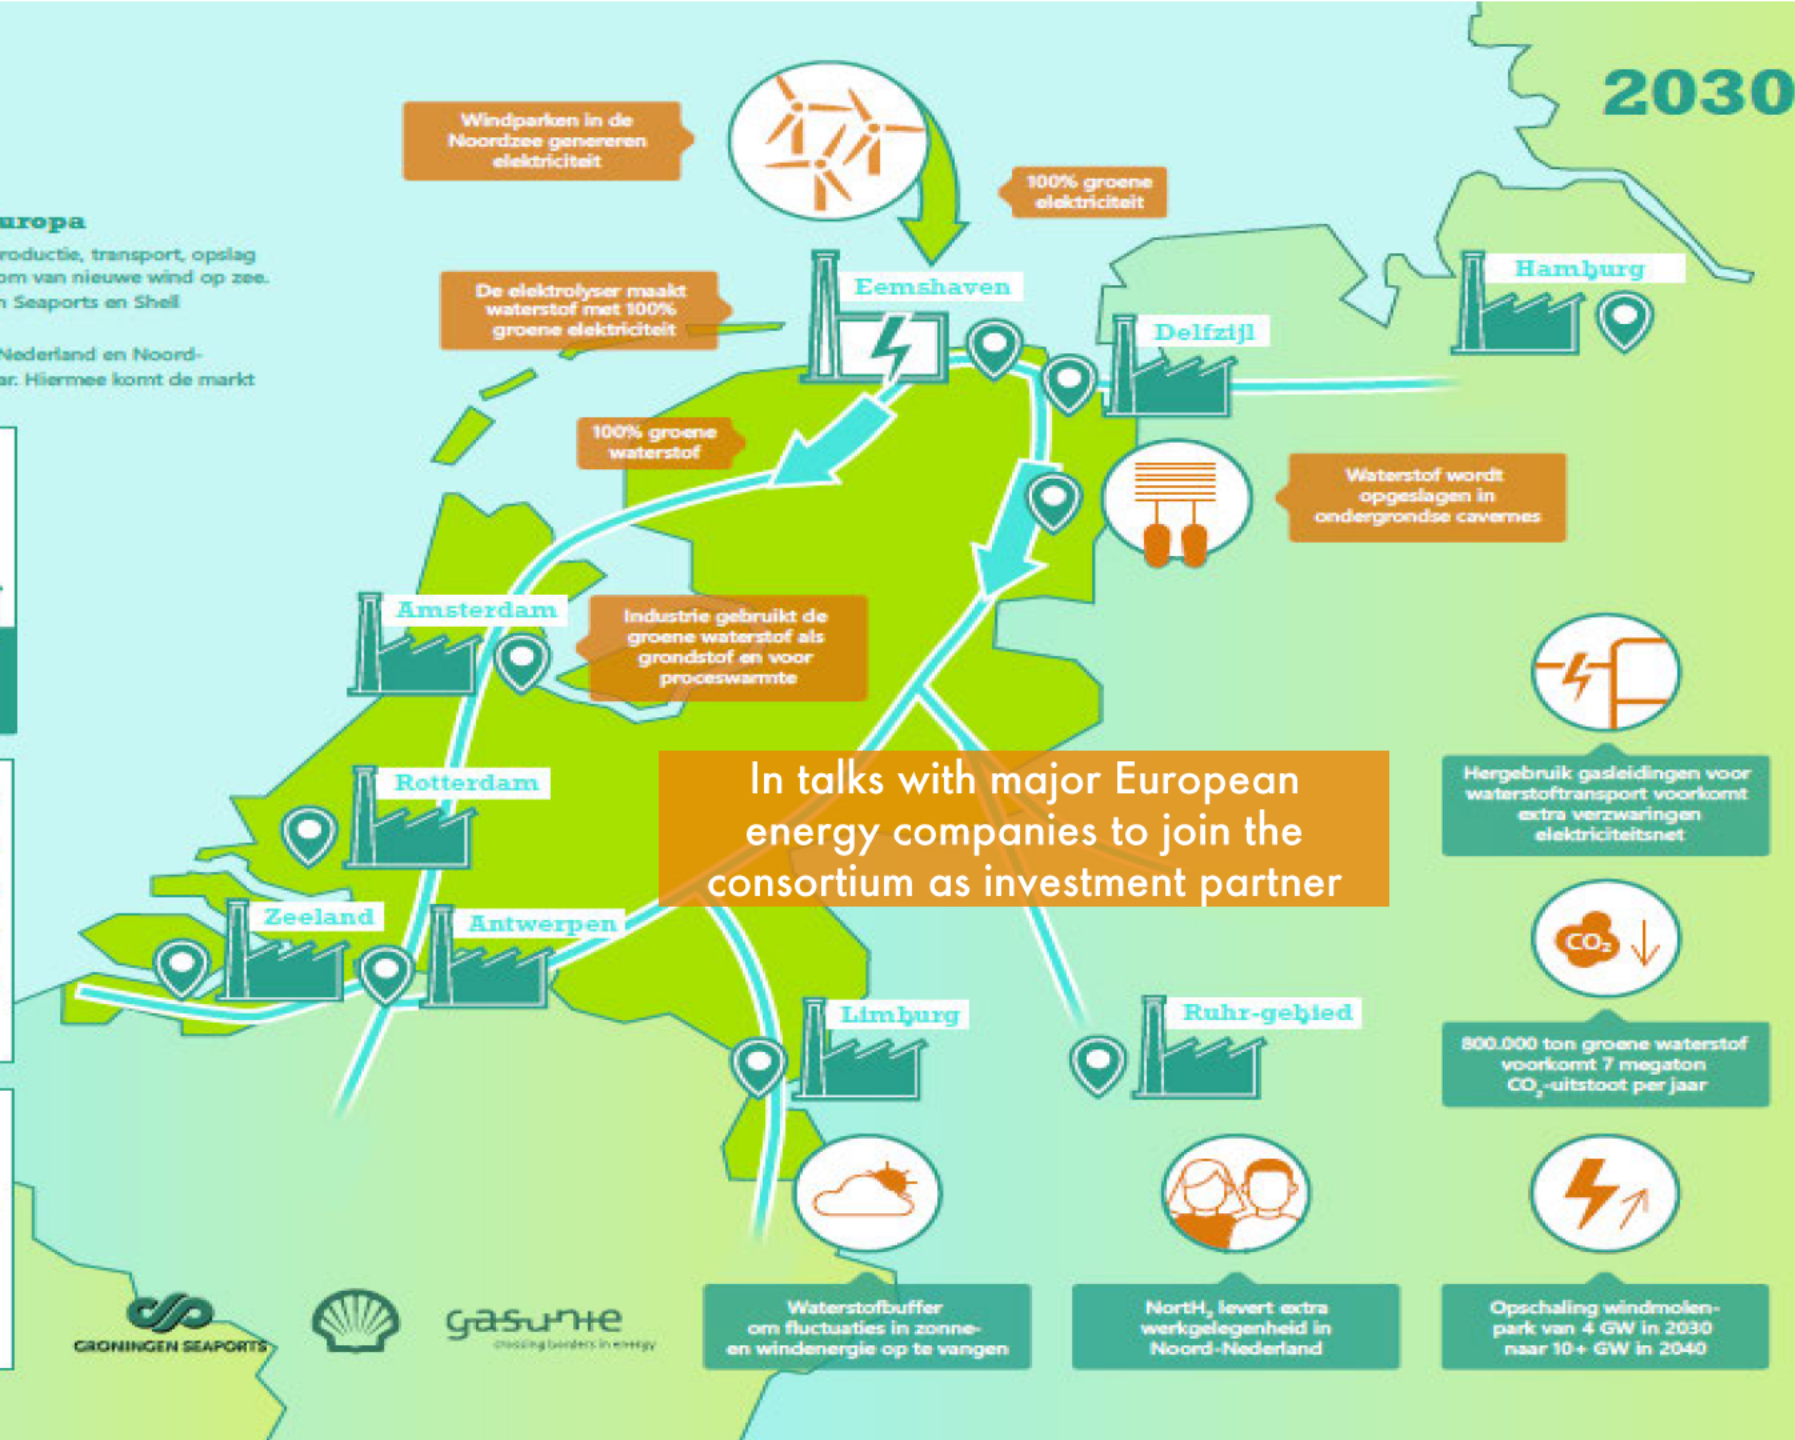 2030
Windparken in de
Noordzee genereren
elektriciteit
100% groene
elektriciteit
uropa
roductie, transport, opslag
om van nieuwe wind op zee.
Seaports en Shell
Nederland en Noord-
ar. Hiermee komt de markt
De elektrolyser maakt
waterstof met 100%
groene elektriciteit
Eemshaven
Delfzijl
Hamburg
100% groene
waterstof
Waterstof wordt
opgeslagen in
ondergrondse cavernes
Amsterdam
Industrie gebruikt de
groene waterstof als
grondstof en voor
proceswarmte
Rotterdam
In talks with major European
energy companies to join the
consortium as investment partner
Hergebruik gasleidingen voor
waterstoftransport voorkomt
extra verzwaringen
elektriciteitsnet
Zeeland
Antwerpen
CO₂
Limburg
Ruhr-gebied
800.000 ton groene waterstof
voorkomt 7 megaton
CO₂-uitstoot per jaar
GRONINGEN SEAPORTS
gasunie
crossing borders in energy
Waterstofbuffer
om fluctuaties in zonne-
en windenergie op te vangen
NortH₂ levert extra
werkgelegenheid in
Noord-Nederland
Opschaling windmolen-
park van 4 GW in 2030
naar 10+ GW in 2040